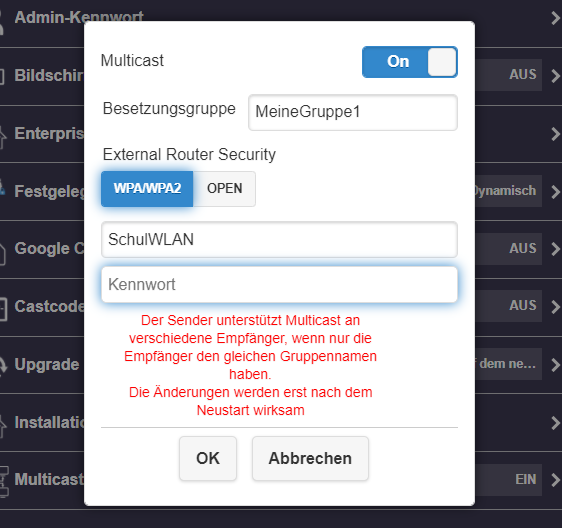 Admin-Kennwort
Bildschir
AUS
Enterpris
Festgeleg
Dynamisch
Google C
AUS
Castcode
AUS
Upgrade
f dem ne...
Installatio
Multicast
EIN
Multicast
On
Besetzungsgruppe
MeineGruppe1
External Router Security
WPA/WPA2
OPEN
SchulWLAN
Kennwort
Der Sender unterstützt Multicast an
verschiedene Empfänger, wenn nur die
Empfänger den gleichen Gruppennamen
haben.
Die Änderungen werden erst nach dem
Neustart wirksam
OK
Abbrechen